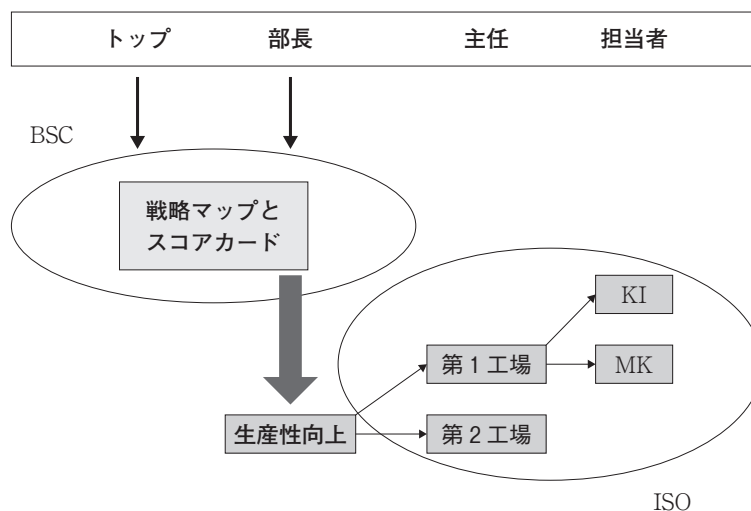 トップ 部長 主任 担当者
BSC
戦略マップと
スコアカード
KI
第1工場 MK
生産性向上 第2工場
ISO